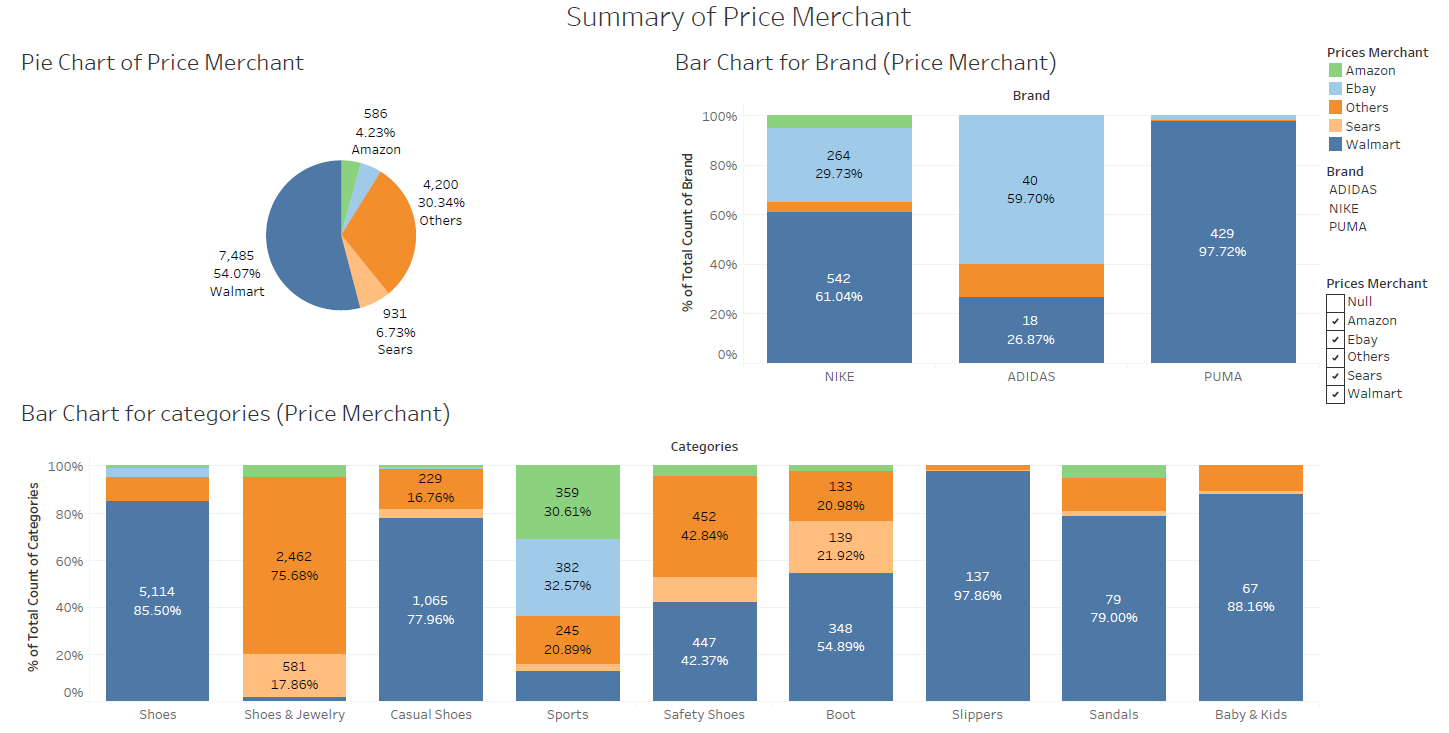 Summary of Price Merchant
Pie Chart of Price Merchant
586
4.23%
Amazon
4,200
30.34%
Others
7,485
54.07%
Walmart
931
6.73%
Sears
Bar Chart for Brand (Price Merchant)
Brand
% of Total Count of Brand
100%
80%
60%
40%
20%
0%
264
29.73%
542
61.04%
40
59.70%
18
26.87%
429
97.72%
NIKE
ADIDAS
PUMA
Prices Merchant
Amazon
Ebay
Others
Sears
Walmart
Brand
ADIDAS
NIKE
PUMA
Prices Merchant
Null
Amazon
Ebay
Others
Sears
Walmart
Bar Chart for categories (Price Merchant)
Categories
% of Total Count of Categories
100%
80%
60%
40%
20%
0%
5,114
85.50%
2,462
75.68%
581
17.86%
229
16.76%
1,065
77.96%
359
30.61%
382
32.57%
245
20.89%
452
42.84%
447
42.37%
133
20.98%
139
21.92%
348
54.89%
137
97.86%
79
79.00%
67
88.16%
Shoes
Shoes & Jewelry
Casual Shoes
Sports
Safety Shoes
Boot
Slippers
Sandals
Baby & Kids